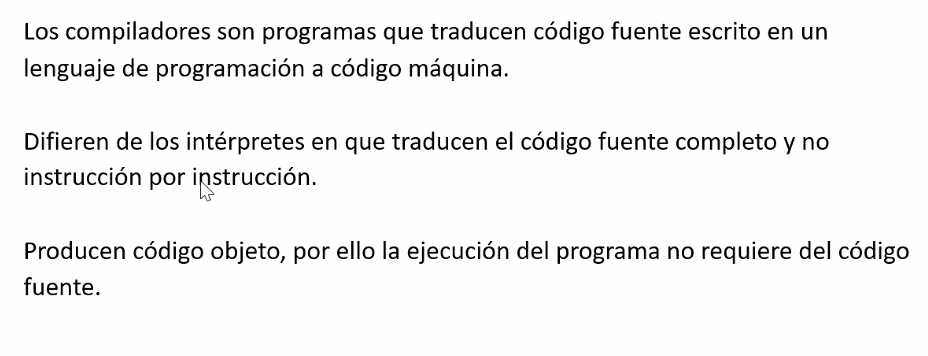 Los compiladores son programas que traducen código fuente escrito en un
lenguaje de programación a código máquina.
Difieren de los intérpretes en que traducen el código fuente completo y no
instrucción por instrucción.
Producen código objeto, por ello la ejecución del programa no requiere del código
fuente.